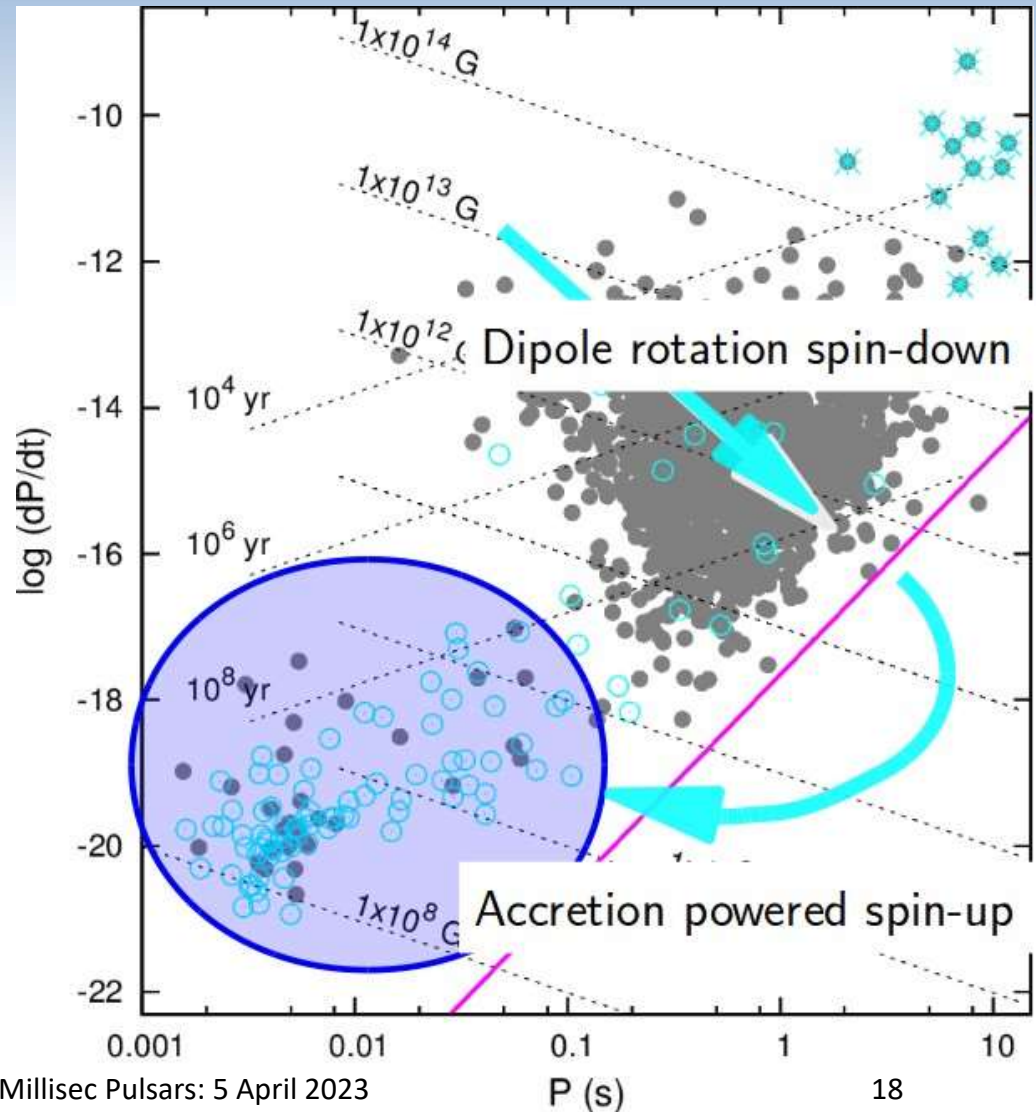 1x10^14 G
-10
1x10^13 G
-12
1x10^12
Dipole rotation spin-down
10^4 yr
-14
log (dP/dt)
10^6 yr
-16
10^8 yr
-18
-20
1x10^8 G
Accretion powered spin-up
-22
0.001 0.01 0.1 1 10
Millisec Pulsars: 5 April 2023
P (s)
18